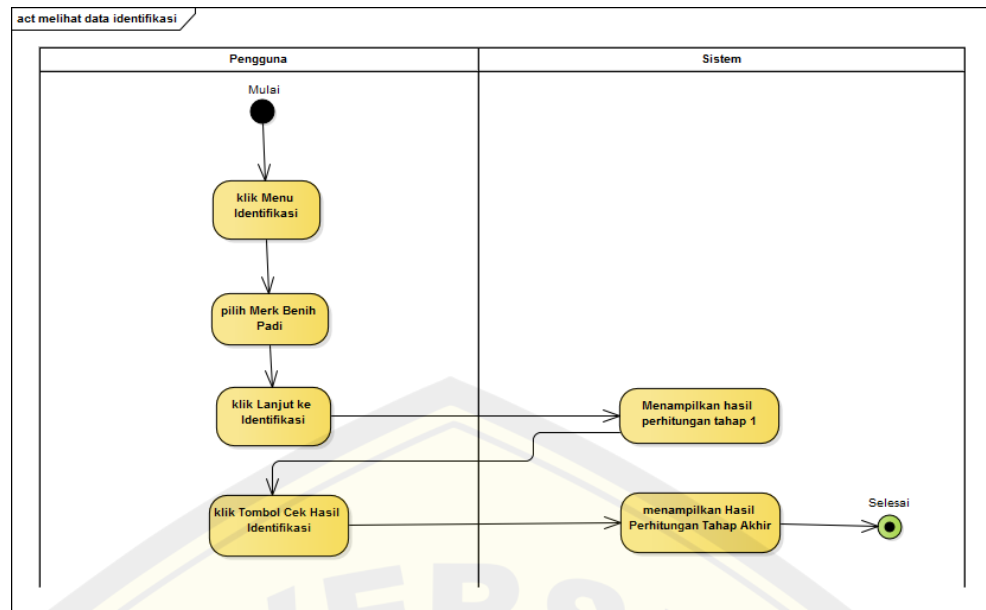 act melihat data identifikasi
Pengguna
Sistem
Mulai
klik Menu
Identifikasi
pilih Merk Benih
Padi
klik Lanjut ke
Identifikasi
Menampilkan hasil
perhitungan tahap 1
klik Tombol Cek Hasil
Identifikasi
menampilkan Hasil
Perhitungan Tahap Akhir
Selesai